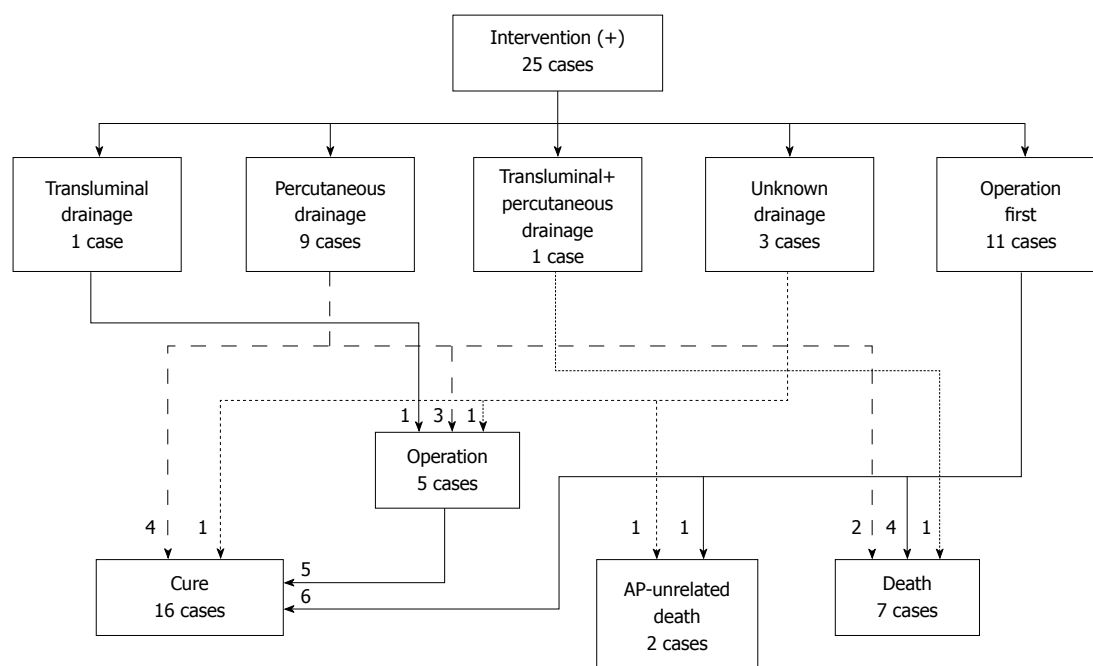 Intervention (+)
25 cases
Transluminal
drainage
1 case
Percutaneous
drainage
9 cases
Transluminal+
percutaneous
drainage
1 case
Unknown
drainage
3 cases
Operation
first
11 cases
1
3
1
Operation
5 cases
4
1
1
1
2
4
1
5
6
Cure
16 cases
AP-unrelated
death
2 cases
Death
7 cases